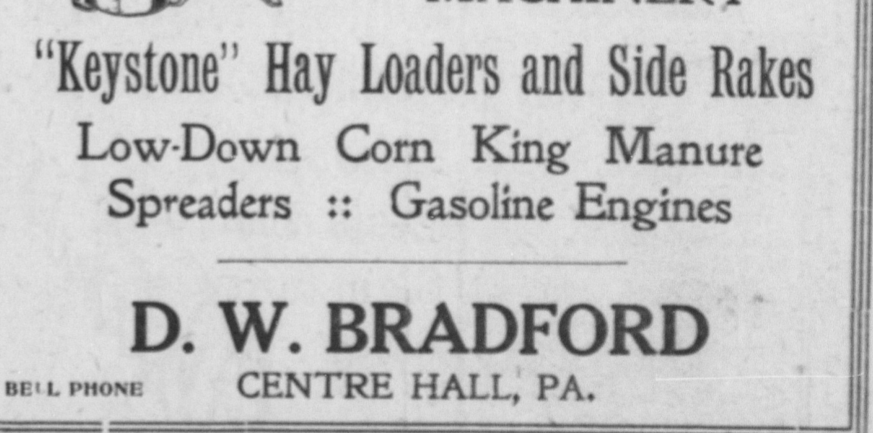 MACHINERY
"Keystone" Hay Loaders and Side Rakes
Low-Down Corn King Manure
Spreaders :: Gasoline Engines
D. W. BRADFORD
BELL PHONE
CENTRE HALL, PA.